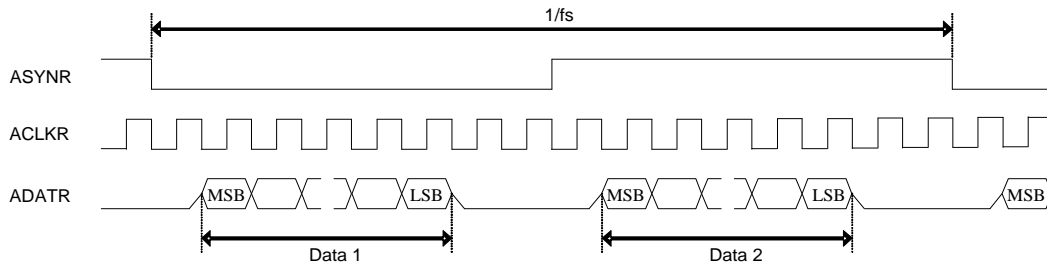 1/fs
ASYNR
ACLKR
ADATR
MSB
LSB
MSB
LSB
MSB
Data 1
Data 2